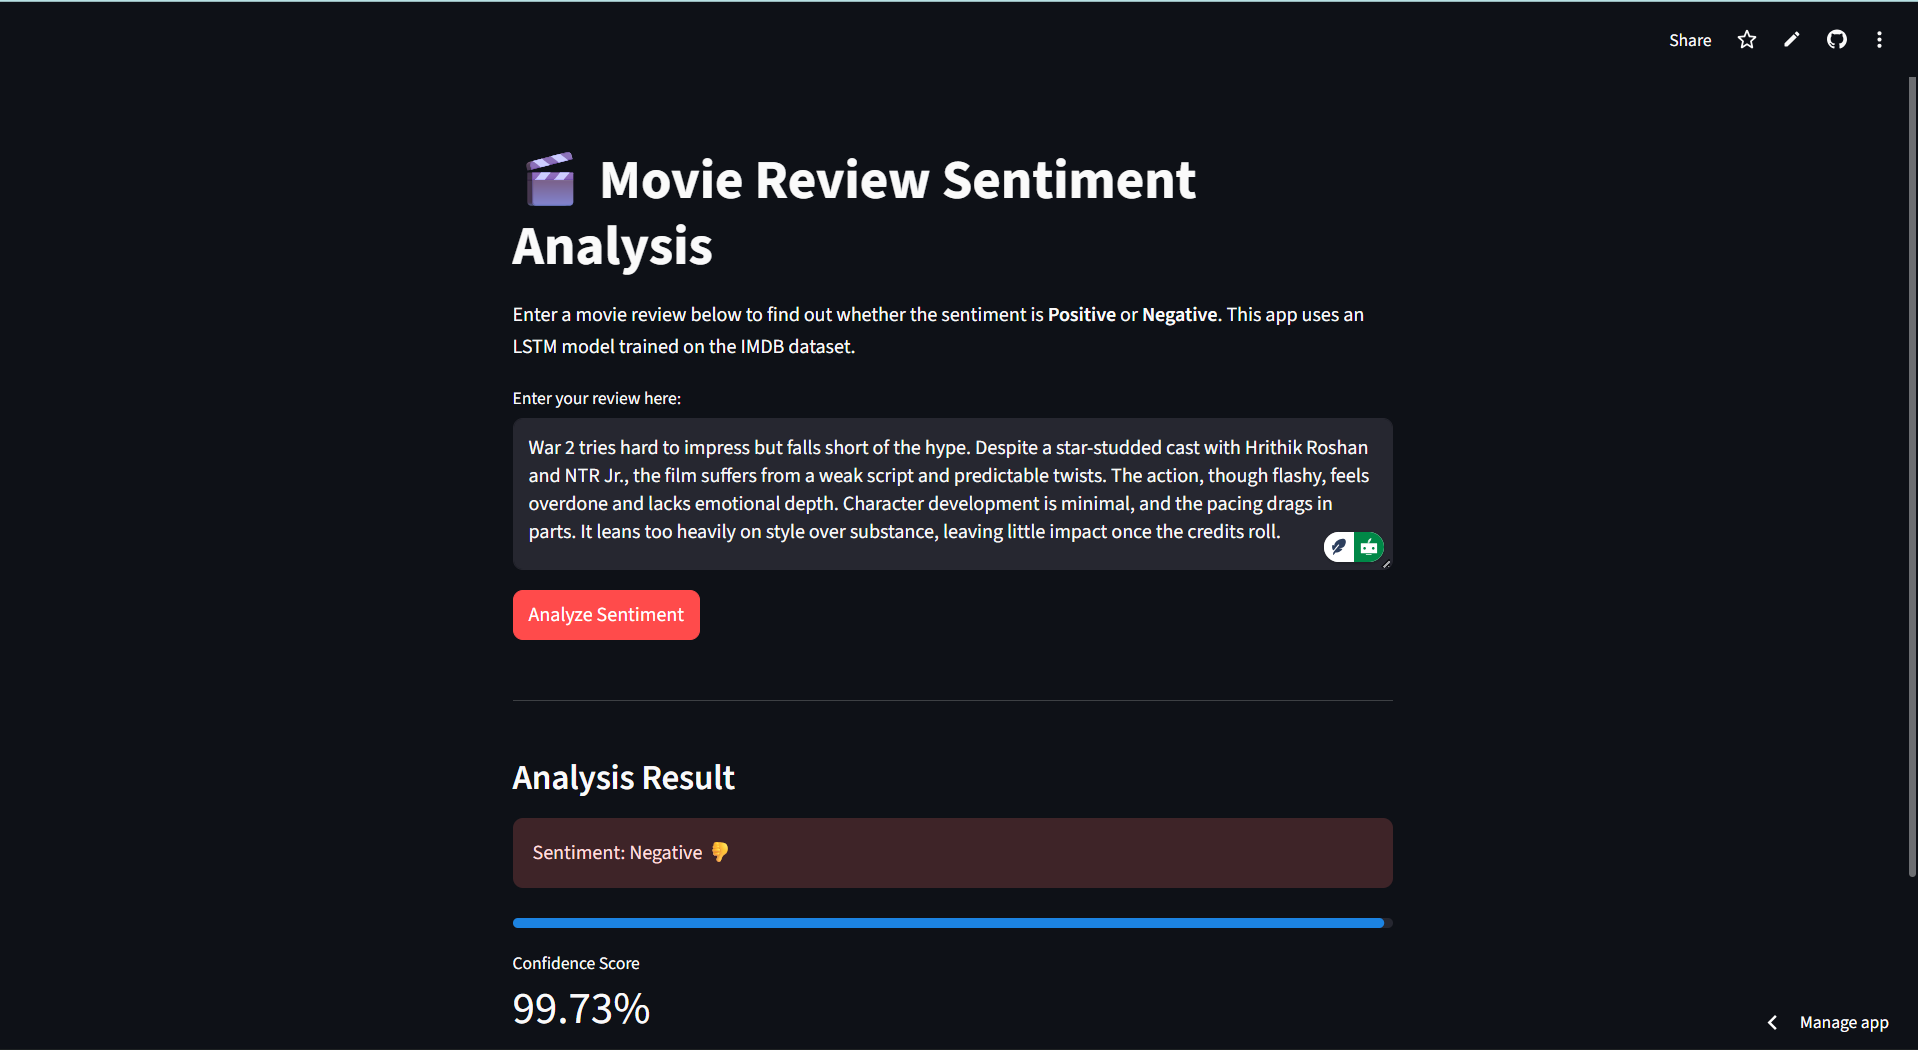 Share
🎬 Movie Review Sentiment
Analysis
Enter a movie review below to find out whether the sentiment is Positive or Negative. This app uses an
LSTM model trained on the IMDB dataset.
Enter your review here:
War 2 tries hard to impress but falls short of the hype. Despite a star-studded cast with Hrithik Roshan
and NTR Jr., the film suffers from a weak script and predictable twists. The action, though flashy, feels
overdone and lacks emotional depth. Character development is minimal, and the pacing drags in
parts. It leans too heavily on style over substance, leaving little impact once the credits roll.
Analyze Sentiment
Analysis Result
Sentiment: Negative 👎
Confidence Score
99.73%
Manage app